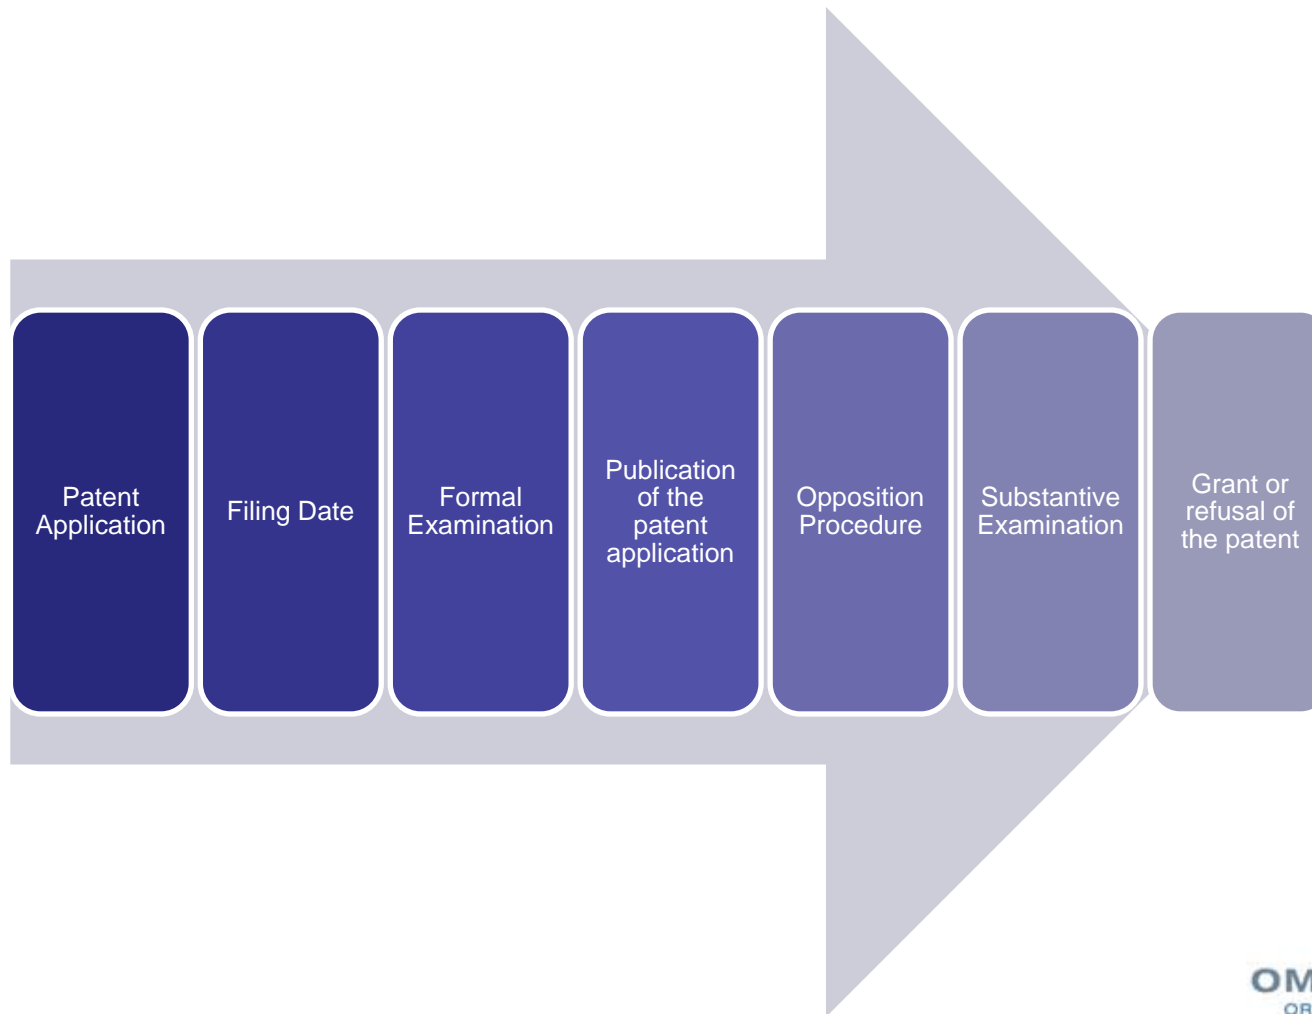 Patent
Application
Filing Date
Formal
Examination
Publication
of the
patent
application
Opposition
Procedure
Substantive
Examination
Grant or
refusal of
the patent
OM
OR